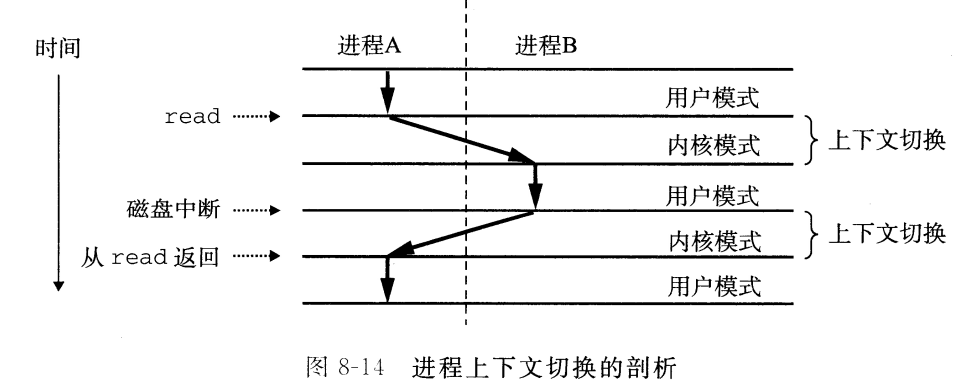 时间
进程A
进程B
用户模式
read
内核模式
上下文切换
用户模式
磁盘中断
内核模式
上下文切换
从 read 返回
用户模式
图 8-14 进程上下文切换的剖析